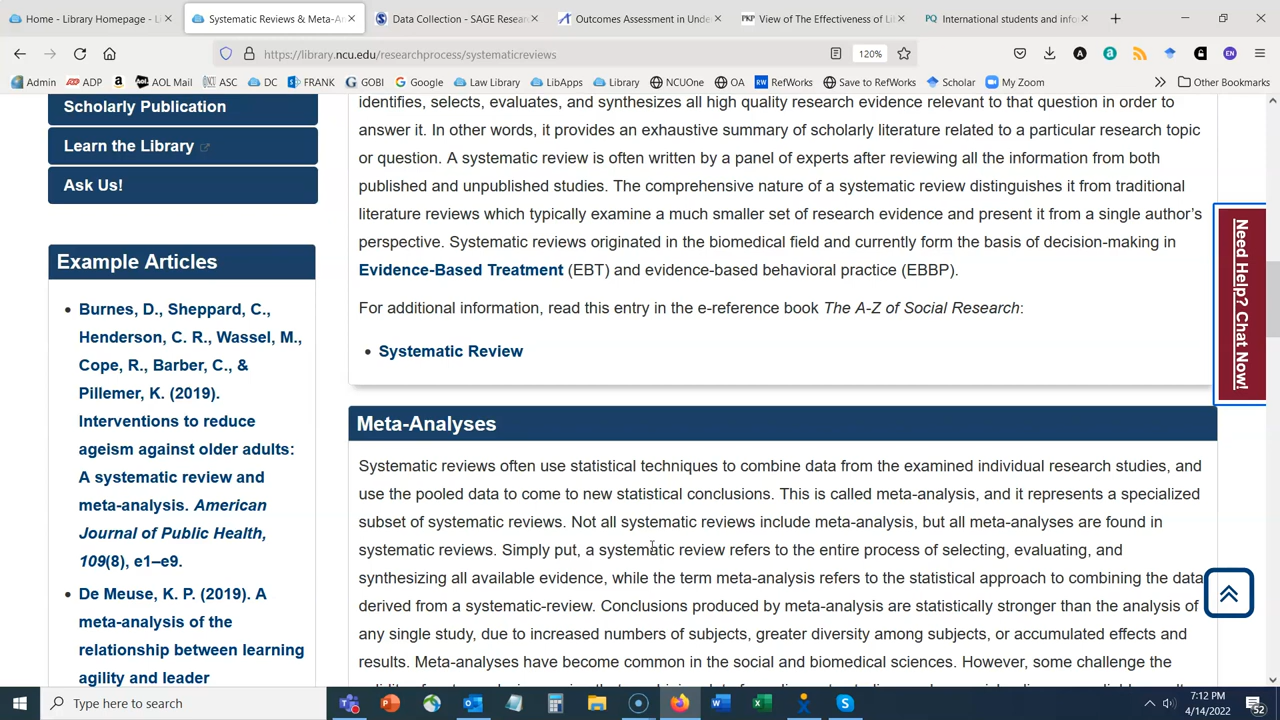 Home - Library Homepage - Li
Systematic Reviews & Meta-An
Data Collection - SAGE Resear
Outcomes Assessment in Unde
View of The Effectiveness of Li
International students and info
https://library.ncu.edu/researchprocess/systematicreviews
120%
Admin
ADP
AOL Mail
ASC
DC
FRANK
GOBI
Google
Law Library
LibApps
Library
NCUOne
OA
RefWorks
Save to RefWorks
Scholar
My Zoom
Other Bookmarks
Scholarly Publication
Learn the Library
Ask Us!
Example Articles
Burnes, D., Sheppard, C.,
Henderson, C. R., Wassel, M.,
Cope, R., Barber, C., &
Pillemer, K. (2019).
Interventions to reduce
ageism against older adults:
A systematic review and
meta-analysis. American
Journal of Public Health,
109(8), e1–e9.
De Meuse, K. P. (2019). A
meta-analysis of the
relationship between learning
agility and leader
identifies, selects, evaluates, and synthesizes all high quality research evidence relevant to that question in order to
answer it. In other words, it provides an exhaustive summary of scholarly literature related to a particular research topic
or question. A systematic review is often written by a panel of experts after reviewing all the information from both
published and unpublished studies. The comprehensive nature of a systematic review distinguishes it from traditional
literature reviews which typically examine a much smaller set of research evidence and present it from a single author's
perspective. Systematic reviews originated in the biomedical field and currently form the basis of decision-making in
Evidence-Based Treatment (EBT) and evidence-based behavioral practice (EBBP).
For additional information, read this entry in the e-reference book The A-Z of Social Research:
Systematic Review
Meta-Analyses
Systematic reviews often use statistical techniques to combine data from the examined individual research studies, and
use the pooled data to come to new statistical conclusions. This is called meta-analysis, and it represents a specialized
subset of systematic reviews. Not all systematic reviews include meta-analysis, but all meta-analyses are found in
systematic reviews. Simply put, a systematic review refers to the entire process of selecting, evaluating, and
synthesizing all available evidence, while the term meta-analysis refers to the statistical approach to combining the data
derived from a systematic-review. Conclusions produced by meta-analysis are statistically stronger than the analysis of
any single study, due to increased numbers of subjects, greater diversity among subjects, or accumulated effects and
results. Meta-analyses have become common in the social and biomedical sciences. However, some challenge the
Need Help? Chat Now!
Type here to search
7:12 PM
4/14/2022
52